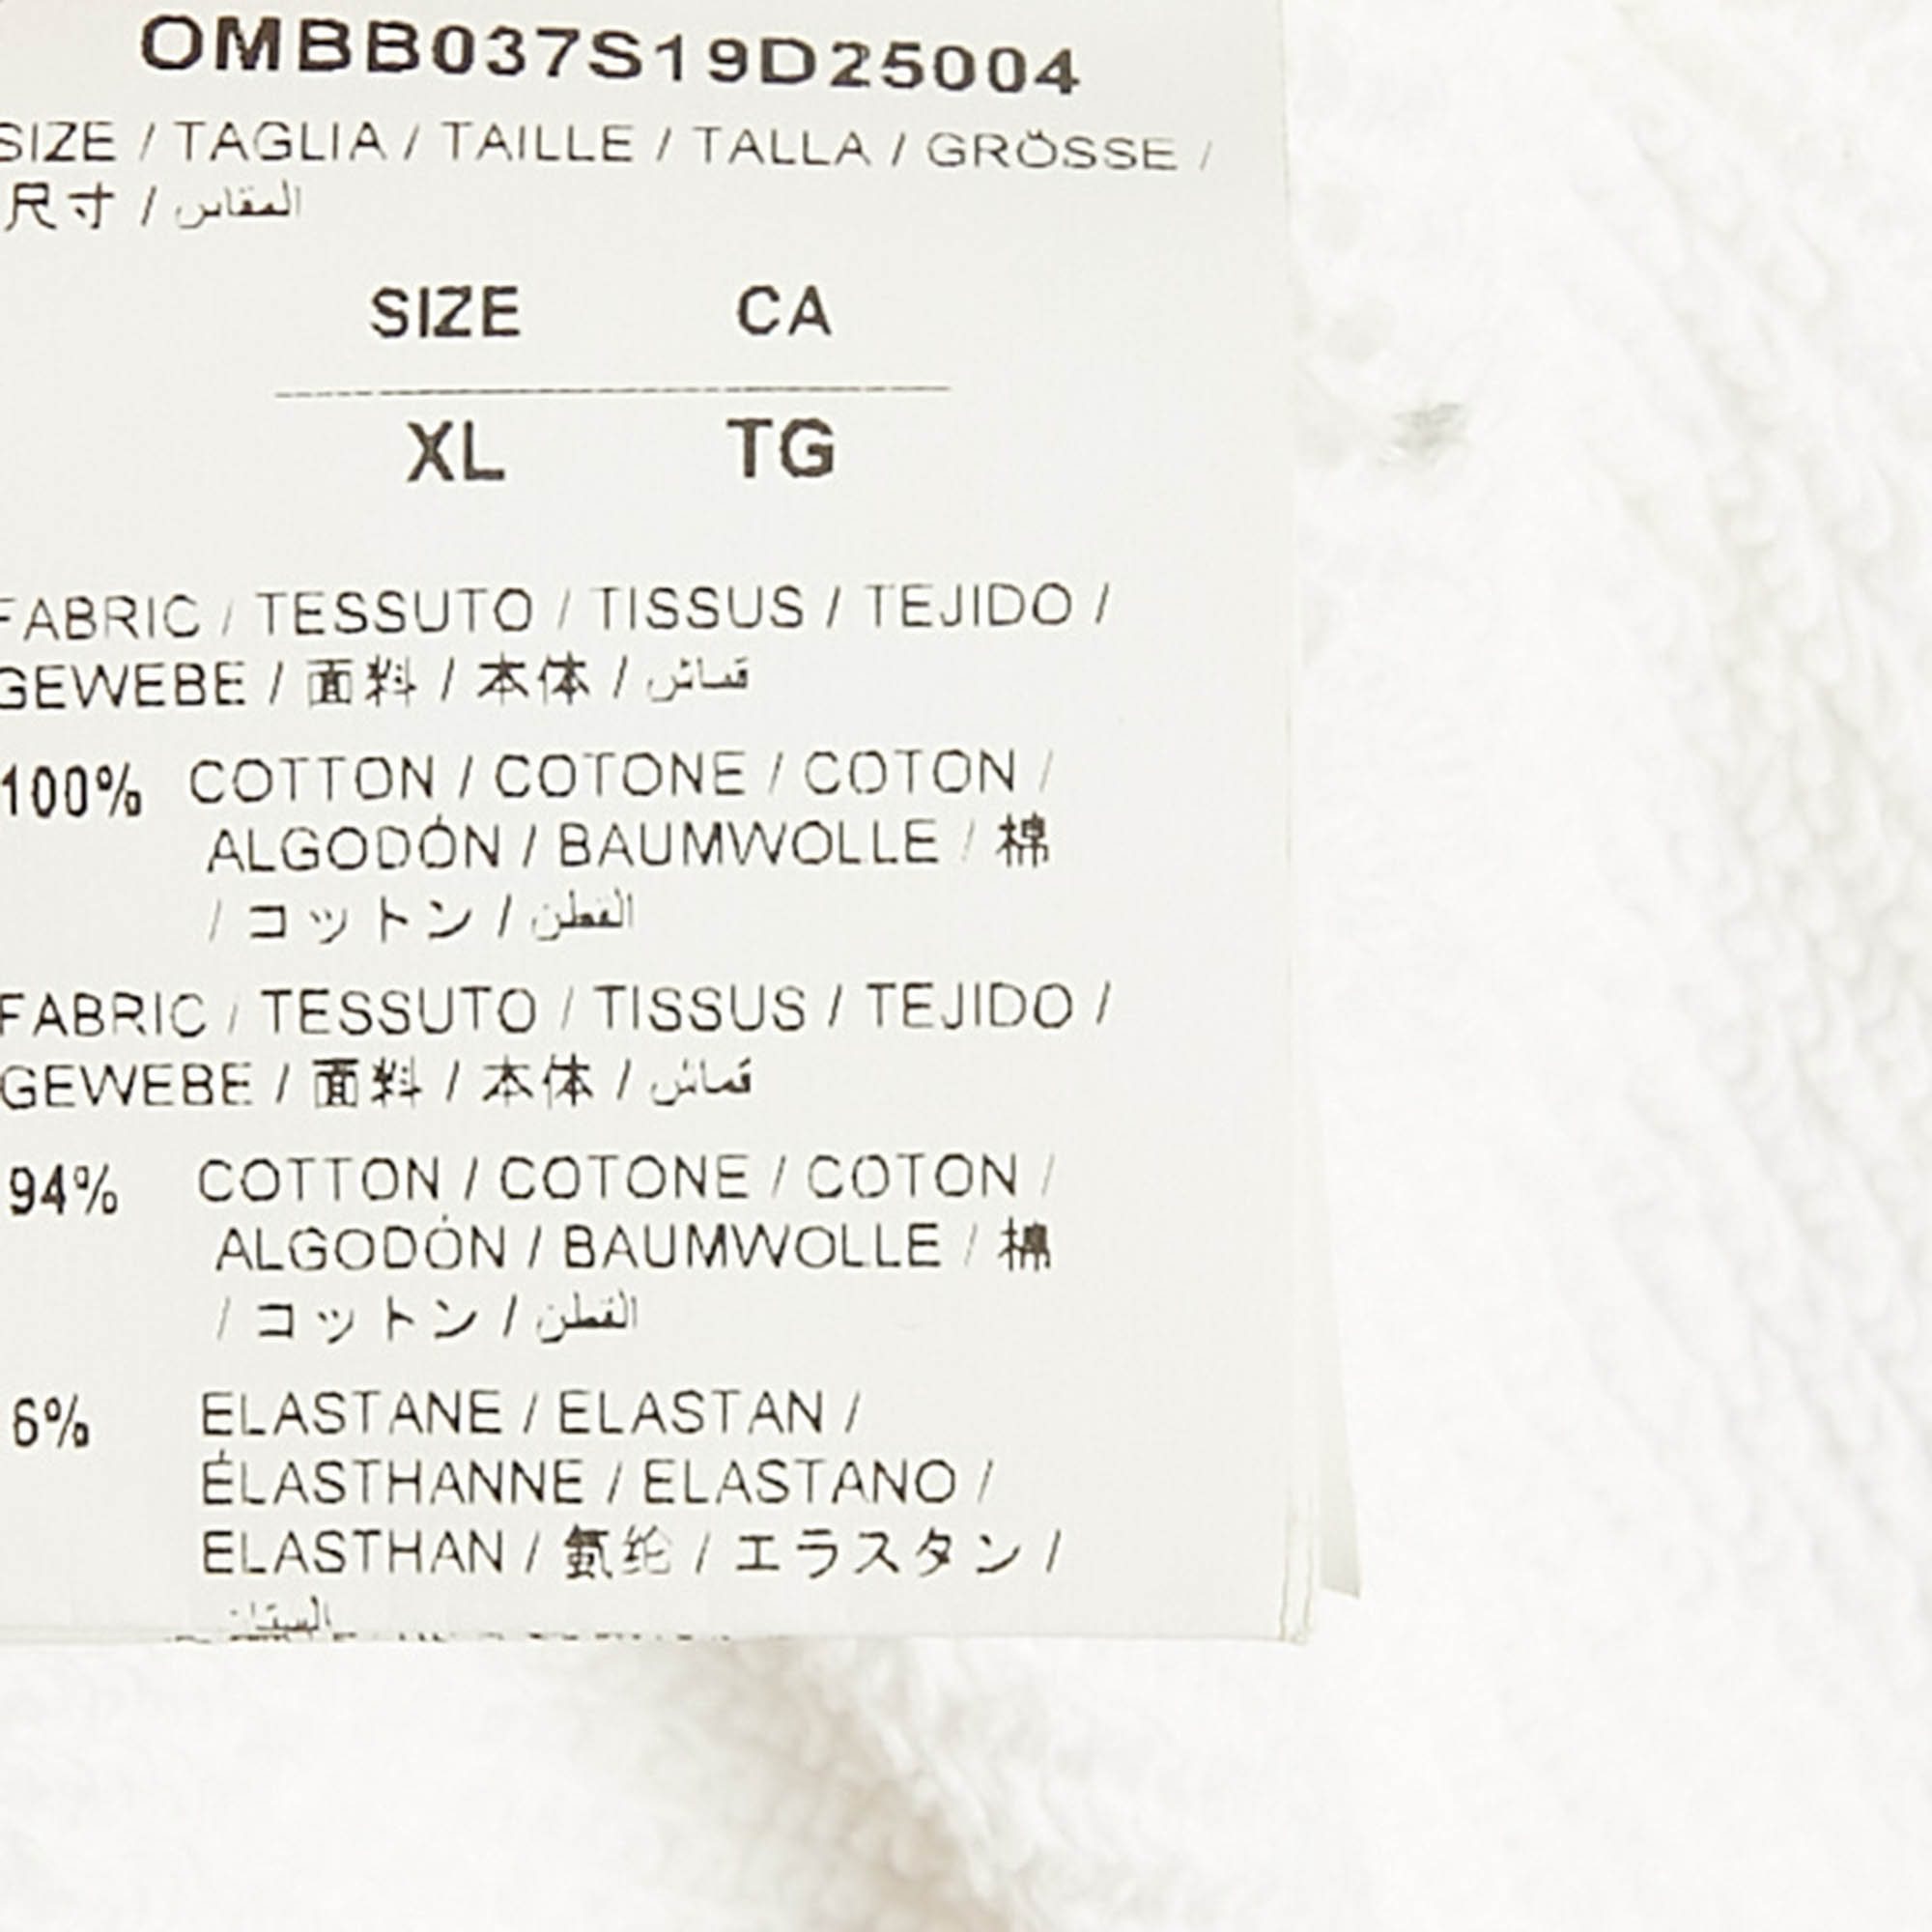 OMBB037S19D25004
SIZE / TAGLIA / TAILLE / TALLA / GRÖSSE /
尺寸 / المقاس
SIZE CA
XL TG
FABRIC / TESSUTO / TISSUS / TEJIDO /
GEWEBE / 面料 / 本体 / قماش
100% COTTON / COTONE / COTON /
ALGODÓN / BAUMWOLLE / 棉
/ コットン / القطن
FABRIC / TESSUTO / TISSUS / TEJIDO /
GEWEBE / 面料 / 本体 / قماش
94% COTTON / COTONE / COTON /
ALGODÓN / BAUMWOLLE / 棉
/ コットン / القطن
6% ELASTANE / ELASTAN /
ÉLASTHANNE / ELASTANO /
ELASTHAN / 氨纶 / エラスタン /